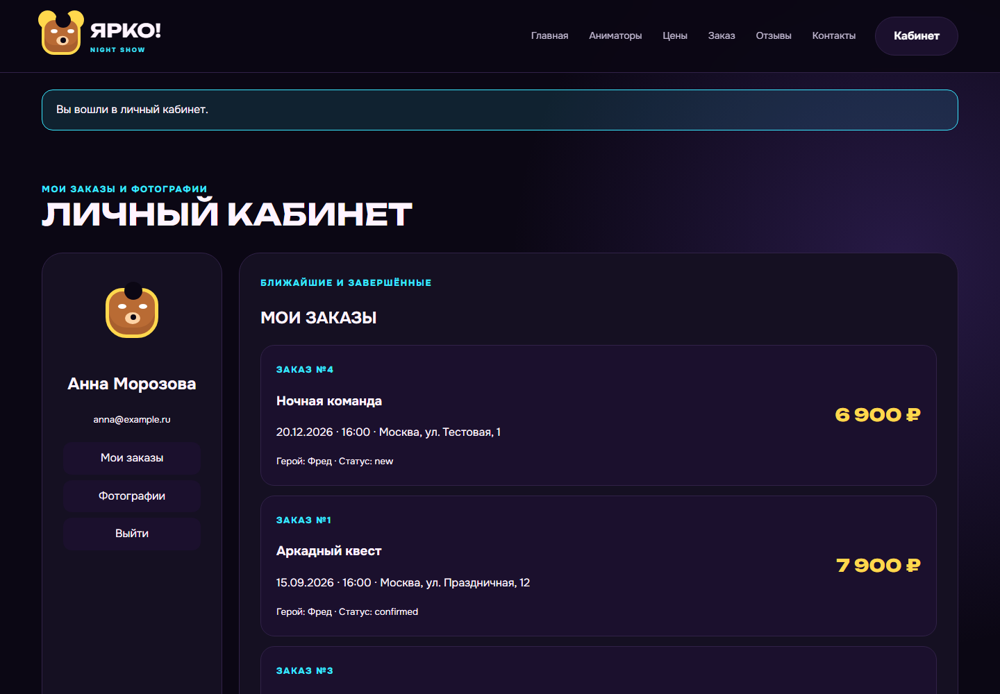 ЯРКО!
NIGHT SHOW
Главная Аниматоры Цены Заказ Отзывы Контакты Кабинет
Вы вошли в личный кабинет.
МОИ ЗАКАЗЫ И ФОТОГРАФИИ
ЛИЧНЫЙ КАБИНЕТ
Анна Морозова
anna@example.ru
Мои заказы
Фотографии
Выйти
БЛИЖАЙШИЕ И ЗАВЕРШЁННЫЕ
МОИ ЗАКАЗЫ
ЗАКАЗ №4
Ночная команда
20.12.2026 · 16:00 · Москва, ул. Тестовая, 1
Герой: Фред · Статус: new
6 900 ₽
ЗАКАЗ №1
Аркадный квест
15.09.2026 · 16:00 · Москва, ул. Праздничная, 12
Герой: Фред · Статус: confirmed
7 900 ₽
ЗАКАЗ №3